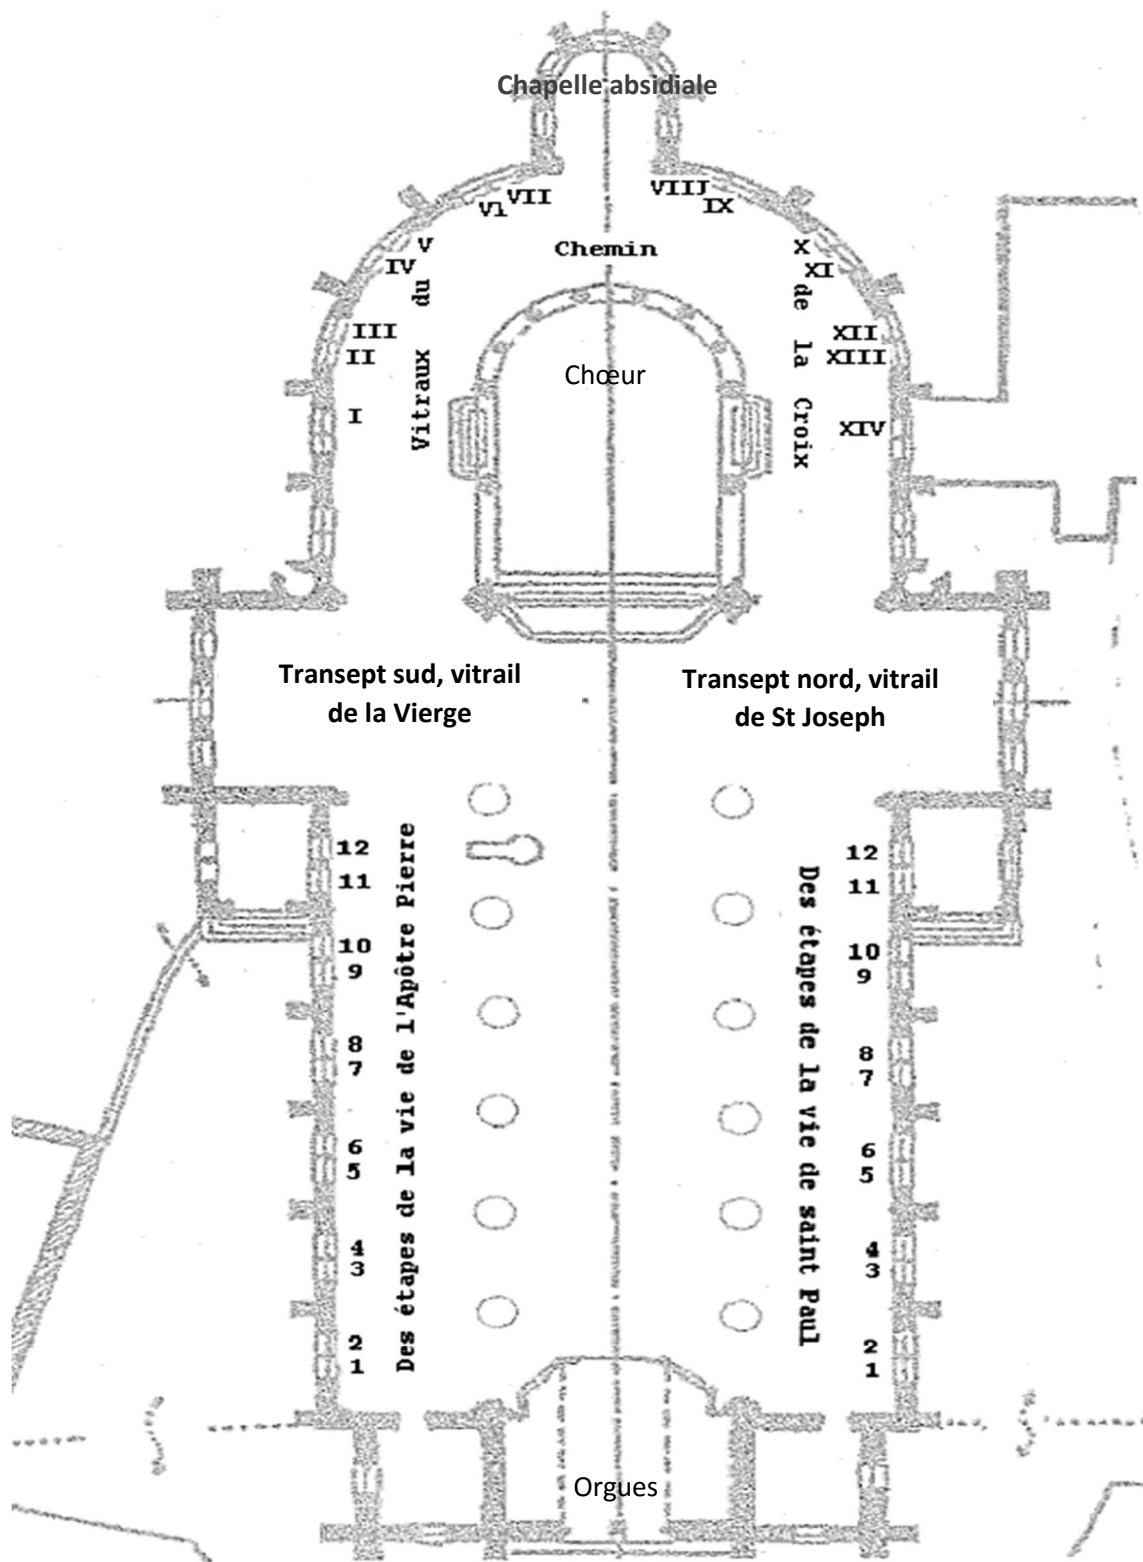 Chapelle absidiale
VII
VIIJ
VI
IX
V
Chemin
X
IV
XI
du
de
III
XII
II
la
XIII
Chœur
I
Vitraux
Croix
XIV
Transept sud, vitrail
de la Vierge
Transept nord, vitrail
de St Joseph
12
11
10
9
8
7
6
5
4
3
2
1
Des étapes de la vie de l'Apôtre Pierre
12
11
10
9
8
7
6
5
4
3
2
1
Des étapes de la vie de saint Paul
Orgues